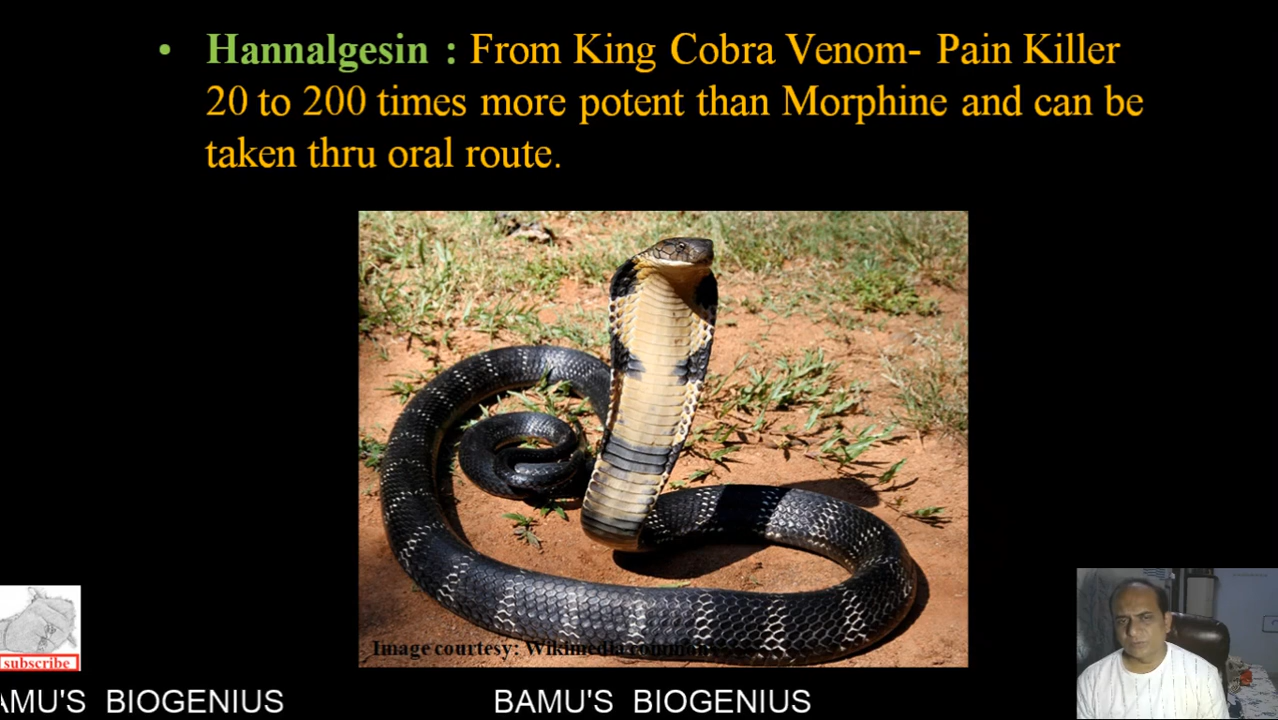 • Hannalgesin : From King Cobra Venom- Pain Killer
20 to 200 times more potent than Morphine and can be
taken thru oral route.
Image courtesy: Wikimedia commons
subscribe
AMU'S BIOGENIUS
BAMU'S BIOGENIUS